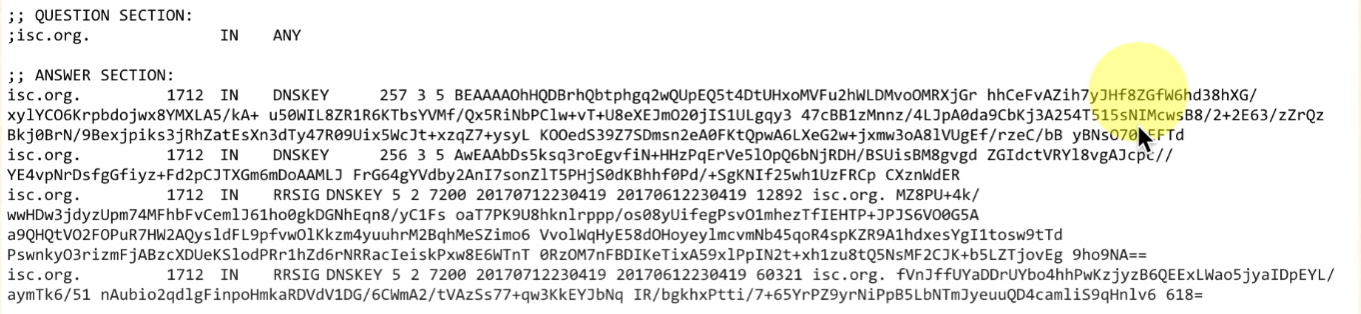 ;; QUESTION SECTION:
;isc.org. IN ANY
;; ANSWER SECTION:
isc.org. 1712 IN DNSKEY 257 3 5 BEAAAAOhHQDBrhQbtphgq2wQUpEQ5t4DtUHxoMVFu2hWLDMvoOMRXjGr hhCeFvAZih7yJHf8ZGfW6hd38hXG/
xylYCO6Krpbdojwx8YMXLA5/kA+ u50WIL8ZR1R6KTbsYVMf/Qx5RiNbPClw+vT+U8eXEJmO20jIS1ULgqy3 47cBB1zMnnz/4LJpA0da9CbKj3A254T515sNIMcwsB8/2+2E63/zZrQz
Bkj0BrN/9Bexjpiks3jRhZatEsXn3dTy47R09Uix5WcJt+xzqZ7+ysyL KOOedS39Z7SDmsn2eA0FKtQpwA6LXeG2w+jxmw3oA8lVUgEf/rzeC/bB
isc.org. 1712 IN DNSKEY 256 3 5 AwEAAbDs5ksq3roEgvfiN+HHzPqErVe5lOpQ6bNjRDH/BSUisBM8gvgd ZGIdctVRYl8vgAJcpc//
YE4vpNrDsfgGfiyz+Fd2pCJTXGm6mDoAAMLJ FrG64gYVdby2AnI7sonZlT5PHjS0dKBhhf0Pd/+SgKNIf25wh1UzFRCp CXznWdER
isc.org. 1712 IN RRSIG DNSKEY 5 2 7200 20170712230419 20170612230419 12892 isc.org. MZ8PU+4k/
wwHDw3jdyzUpm74MFhbFvCemlJ61ho0gkDGNhEqn8/yC1Fs oaT7PK9U8hknlrppp/os08yUifegPsvO1mhezTfIEHTP+JPJS6VO0G5A
a9QHQtVO2FOPuR7HW2AQysldFL9pfvwOlKkzm4yuuhrM2BqhMeSZimo6 VvolWqHyE58dOHoyeylmcvmNb45qoR4spKZR9A1hdxesYgI1tosw9tTd
PswnkyO3rizmFjABzcXDUeKSlodPRr1hZd6rNRRacIeiskPxw8E6WTnT 0RzOM7nFBDIKeTixA59xlPpIN2t+xh1zu8tQ5NsMF2CJK+b5LZTjovEg 9ho9NA==
isc.org. 1712 IN RRSIG DNSKEY 5 2 7200 20170712230419 20170612230419 60321 isc.org. fVnJffUYaDDrUYbo4hhPwKzjyzB6QEExLWao5jyaIDpEYL/
aymTk6/51 nAubio2qdlgFinpoHmkaRDVdV1DG/6CWmA2/tVAzSs77+qw3KkEYJbNq IR/bgkhxPtti/7+65YrPZ9yrNiPpB5LbNTmJyeuuQD4camliS9qHnlv6 618=